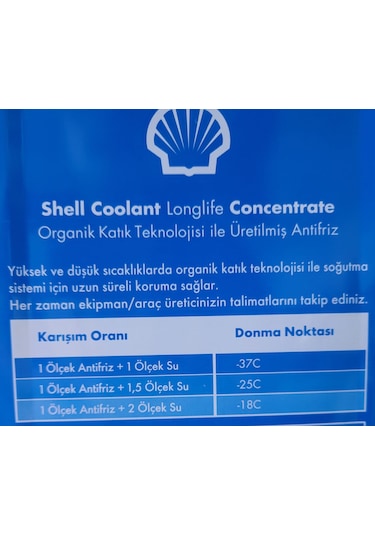 Shell Coolant Longlife Concentrate
Organik Katık Teknolojisi ile Üretilmiş Antifriz
Yüksek ve düşük sıcaklıklarda organik katık teknolojisi ile soğutma
sistemi için uzun süreli koruma sağlar.
Her zaman ekipman/araç üreticinizin talimatlarını takip ediniz.
Karışım Oranı Donma Noktası
1 Ölçek Antifriz + 1 Ölçek Su -37C
1 Ölçek Antifriz + 1,5 Ölçek Su -25C
1 Ölçek Antifriz + 2 Ölçek Su -18C